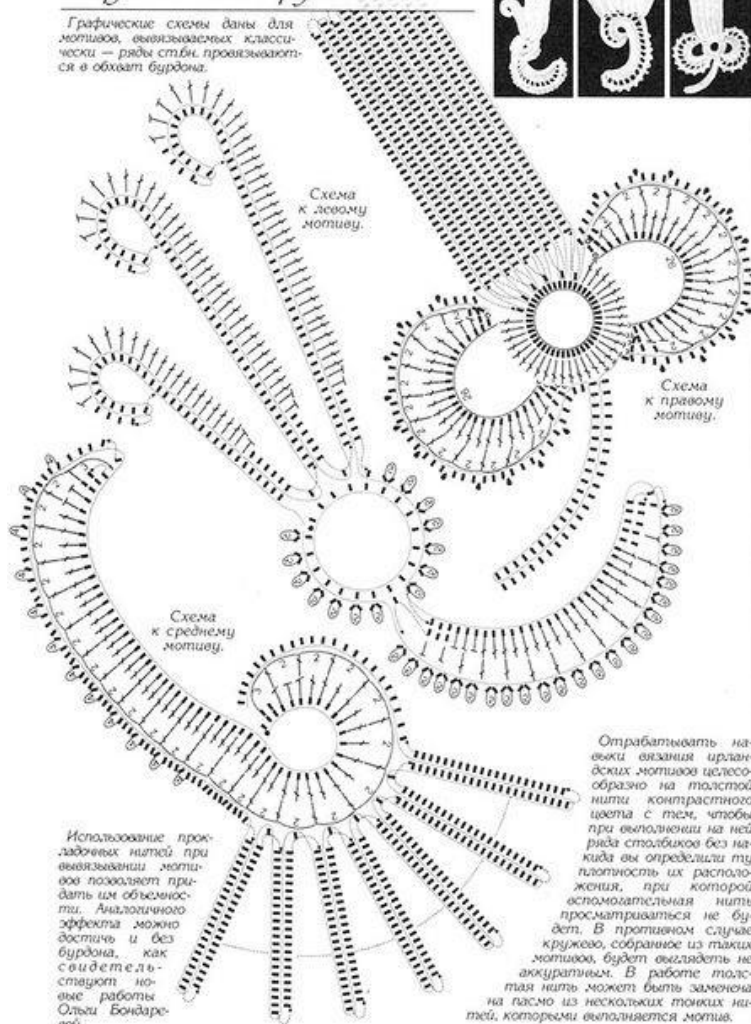 Графические схемы даны для
мотивов, вывязываемых класси-
чески — ряды ст.бн. провязывают-
ся в обхват бурдона.
Схема
к левому
мотиву.
Схема
к правому
мотиву.
Схема
к среднему
мотиву.
Использование прок-
ладочных нитей при
вывязывании моти-
вов позволяет при-
дать им объемнос-
ти. Аналогичного
эффекта можно
достичь и без
бурдона, как
свидетель-
ствуют но-
вые работы
Ольги Бондаре-
вой.
Отрабатывать на-
выки вязания ирлан-
дских мотивов целесо-
образно на толстой
нити контрастного
цвета с тем, чтобы
при выполнении на ней
ряда столбиков без на-
кида вы определили ту
плотность их располо-
жения, при которой
вспомогательная нить
просматриваться не бу-
дет. В противном случае
кружево, собранное из таких
мотивов, будет выглядеть не
аккуратным. В работе толс-
тая нить может быть заменена
на пасмо из нескольких тонких ни-
тей, которыми выполняется мотив.